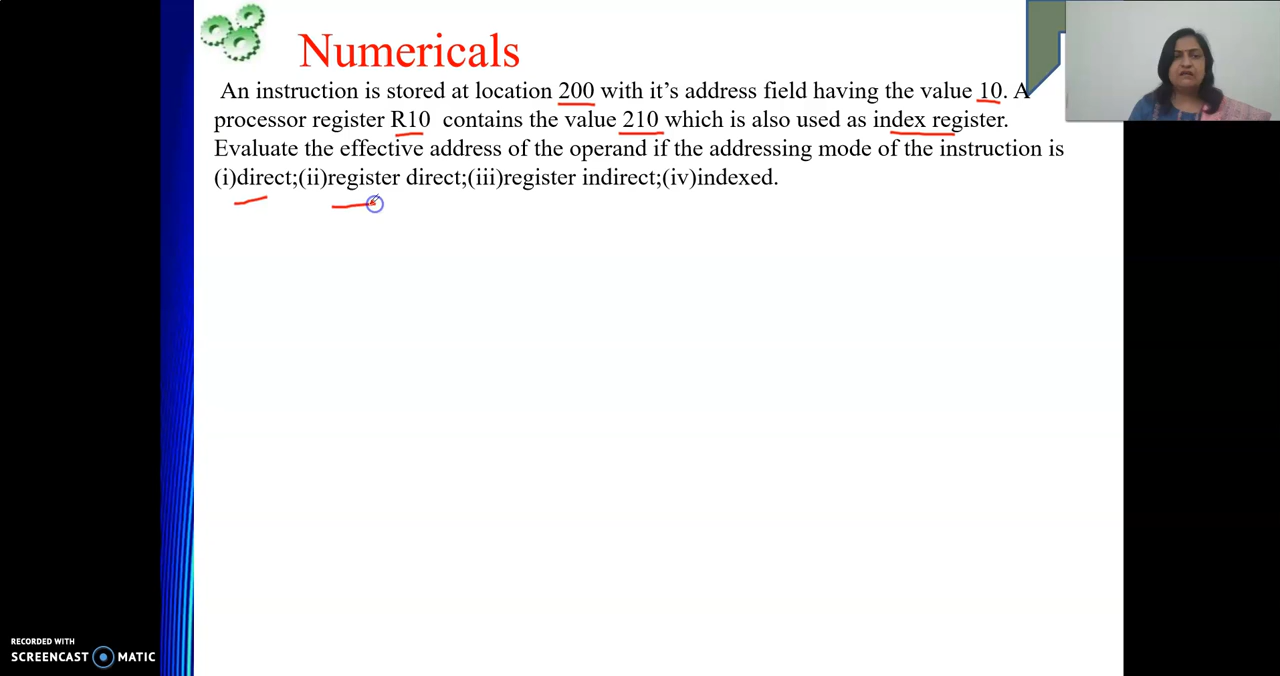 Numericals
An instruction is stored at location 200 with it's address field having the value 10. A
processor register R10 contains the value 210 which is also used as index register.
Evaluate the effective address of the operand if the addressing mode of the instruction is
(i)direct;(ii)register direct;(iii)register indirect;(iv)indexed.
RECORDED WITH
SCREENCAST MATIC